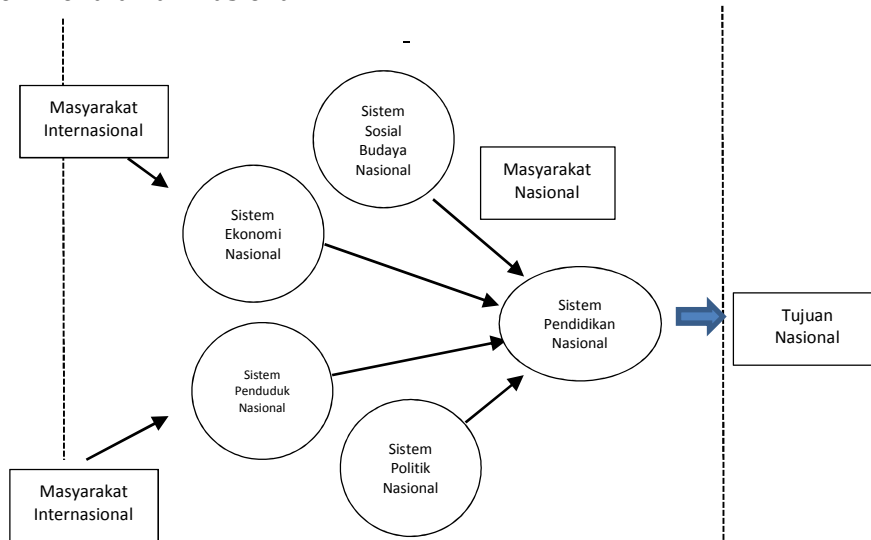 Masyarakat
Internasional
Sistem
Sosial
Budaya
Nasional
Masyarakat
Nasional
Sistem
Ekonomi
Nasional
Sistem
Pendidikan
Nasional
Tujuan
Nasional
Sistem
Penduduk
Nasional
Sistem
Politik
Nasional
Masyarakat
Internasional